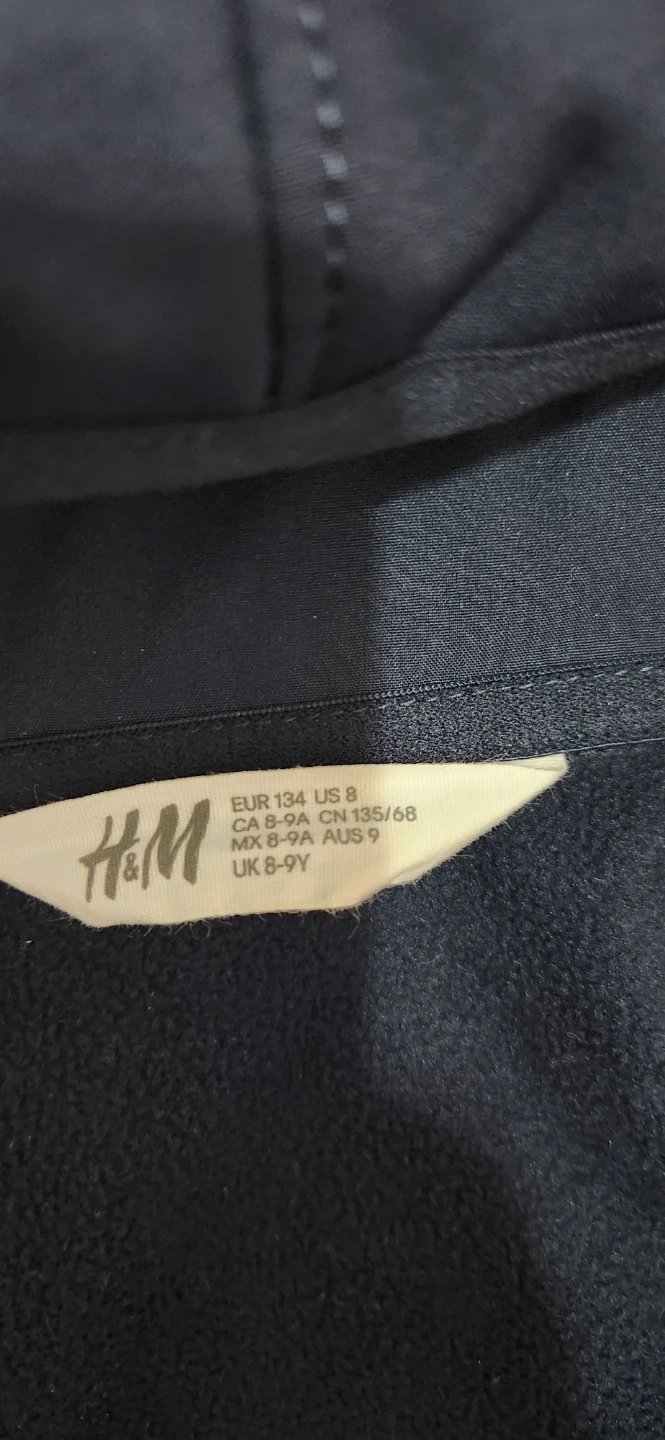 H&M
EUR 134 US 8
CA 8-9A CN 135/68
MX 8-9A AUS 9
UK 8-9Y